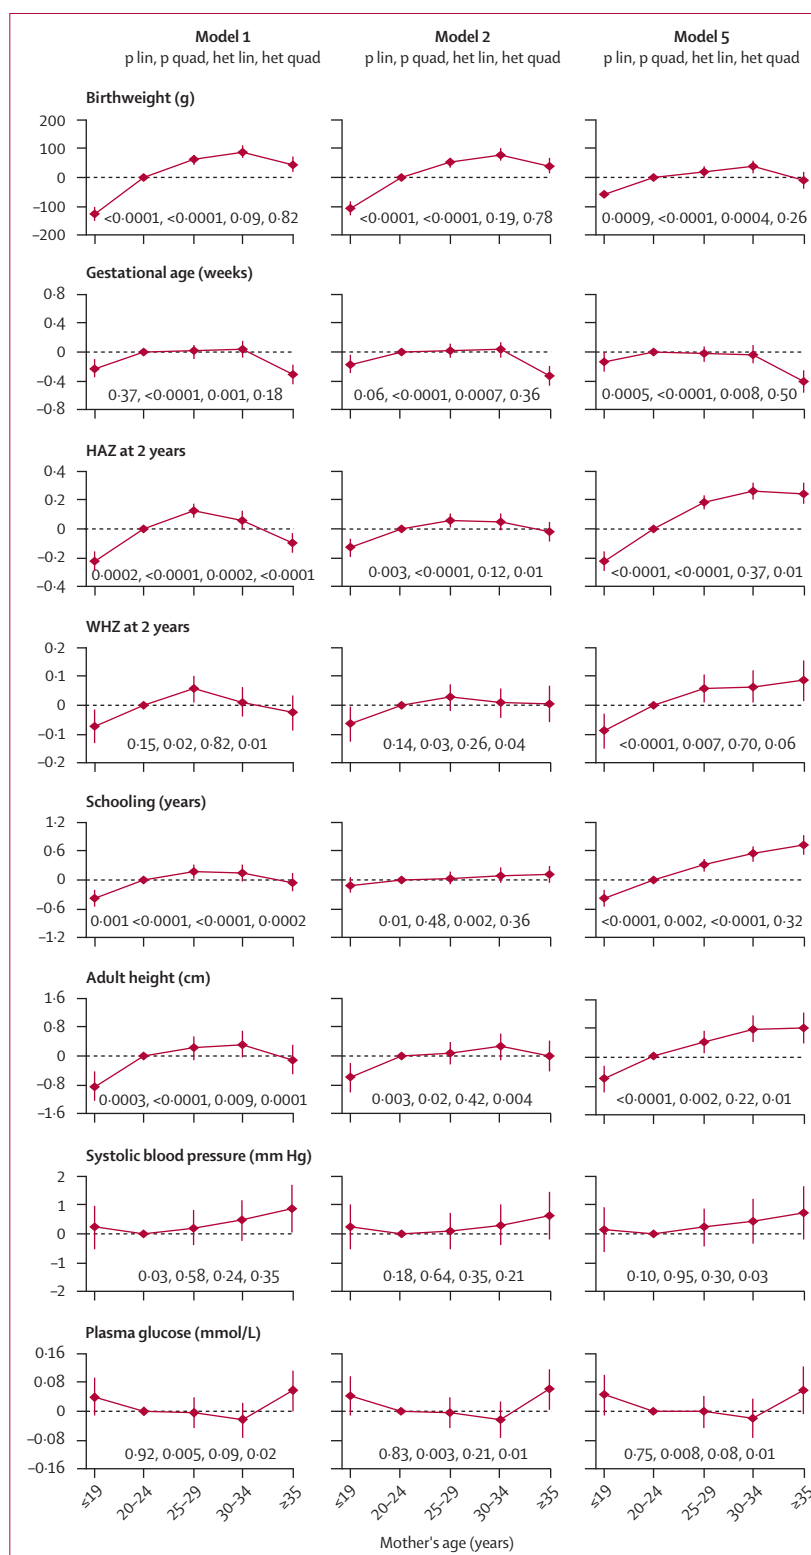 Model 1 Model 2 Model 5
p lin, p quad, het lin, het quad p lin, p quad, het lin, het quad p lin, p quad, het lin, het quad
Birthweight (g)
200
100
0
–100
–200
<0·0001, <0·0001, 0·09, 0·82
<0·0001, <0·0001, 0·19, 0·78
0·0009, <0·0001, 0·0004, 0·26
Gestational age (weeks)
0·8
0·4
0
–0·4
–0·8
0·37, <0·0001, 0·001, 0·18
0·06, <0·0001, 0·0007, 0·36
0·0005, <0·0001, 0·008, 0·50
HAZ at 2 years
0·4
0·2
0
–0·2
–0·4
0·0002, <0·0001, 0·0002, <0·0001
0·003, <0·0001, 0·12, 0·01
<0·0001, <0·0001, 0·37, 0·01
WHZ at 2 years
0·2
0·1
0
–0·1
–0·2
0·15, 0·02, 0·82, 0·01
0·14, 0·03, 0·26, 0·04
<0·0001, 0·007, 0·70, 0·06
Schooling (years)
1·2
0·6
0
–0·6
–1·2
0·001 <0·0001, <0·0001, 0·0002
0·01, 0·48, 0·002, 0·36
<0·0001, 0·002, <0·0001, 0·32
Adult height (cm)
1·6
0·8
0
–0·8
–1·6
0·0003, <0·0001, 0·009, 0·0001
0·003, 0·02, 0·42, 0·004
<0·0001, 0·002, 0·22, 0·01
Systolic blood pressure (mm Hg)
2
1
0
–1
–2
0·03, 0·58, 0·24, 0·35
0·18, 0·64, 0·35, 0·21
0·10, 0·95, 0·30, 0·03
Plasma glucose (mmol/L)
0·16
0·08
0
–0·08
–0·16
0·92, 0·005, 0·09, 0·02
0·83, 0·003, 0·21, 0·01
0·75, 0·008, 0·08, 0·01
≤19 20–24 25–29 30–34 ≥35 ≤19 20–24 25–29 30–34 ≥35 ≤19 20–24 25–29 30–34 ≥35
Mother's age (years)